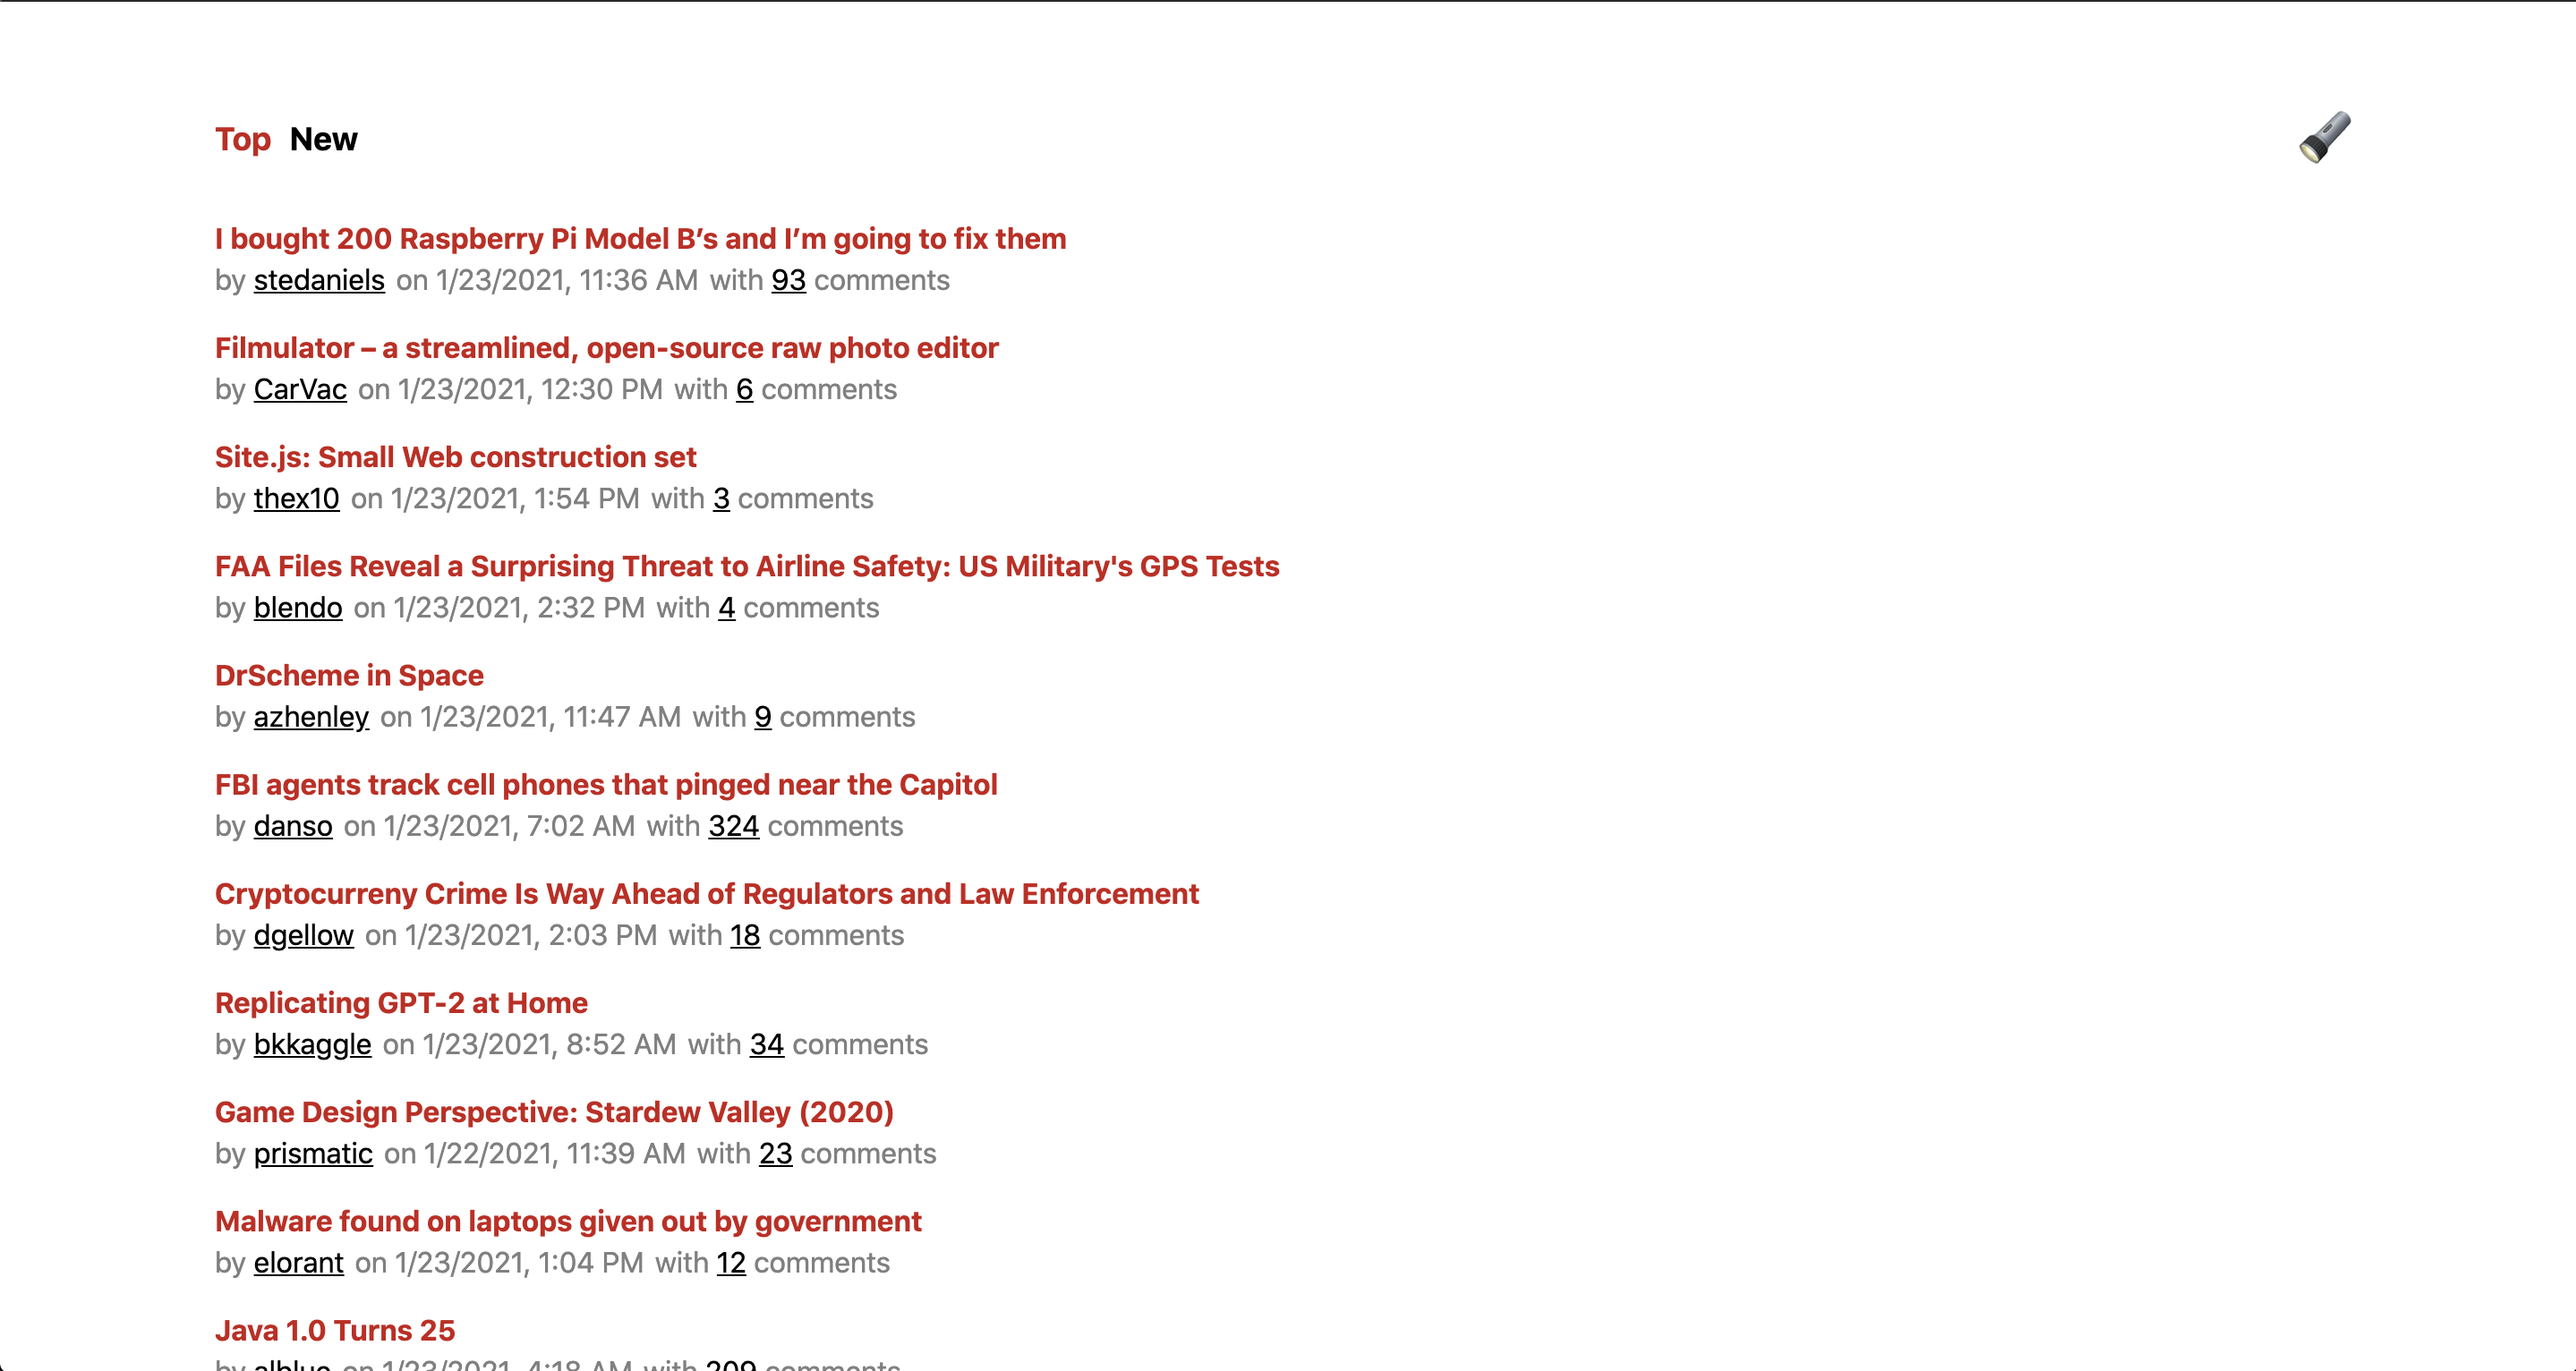 Top New
I bought 200 Raspberry Pi Model B’s and I’m going to fix them
by stedaniels on 1/23/2021, 11:36 AM with 93 comments
Filmulator – a streamlined, open-source raw photo editor
by CarVac on 1/23/2021, 12:30 PM with 6 comments
Site.js: Small Web construction set
by thex10 on 1/23/2021, 1:54 PM with 3 comments
FAA Files Reveal a Surprising Threat to Airline Safety: US Military's GPS Tests
by blendo on 1/23/2021, 2:32 PM with 4 comments
DrScheme in Space
by azhenley on 1/23/2021, 11:47 AM with 9 comments
FBI agents track cell phones that pinged near the Capitol
by danso on 1/23/2021, 7:02 AM with 324 comments
Cryptocurreny Crime Is Way Ahead of Regulators and Law Enforcement
by dgellow on 1/23/2021, 2:03 PM with 18 comments
Replicating GPT-2 at Home
by bkkaggle on 1/23/2021, 8:52 AM with 34 comments
Game Design Perspective: Stardew Valley (2020)
by prismatic on 1/22/2021, 11:39 AM with 23 comments
Malware found on laptops given out by government
by elorant on 1/23/2021, 1:04 PM with 12 comments
Java 1.0 Turns 25
by alblue on 1/23/2021, 4:18 AM with 209 comments